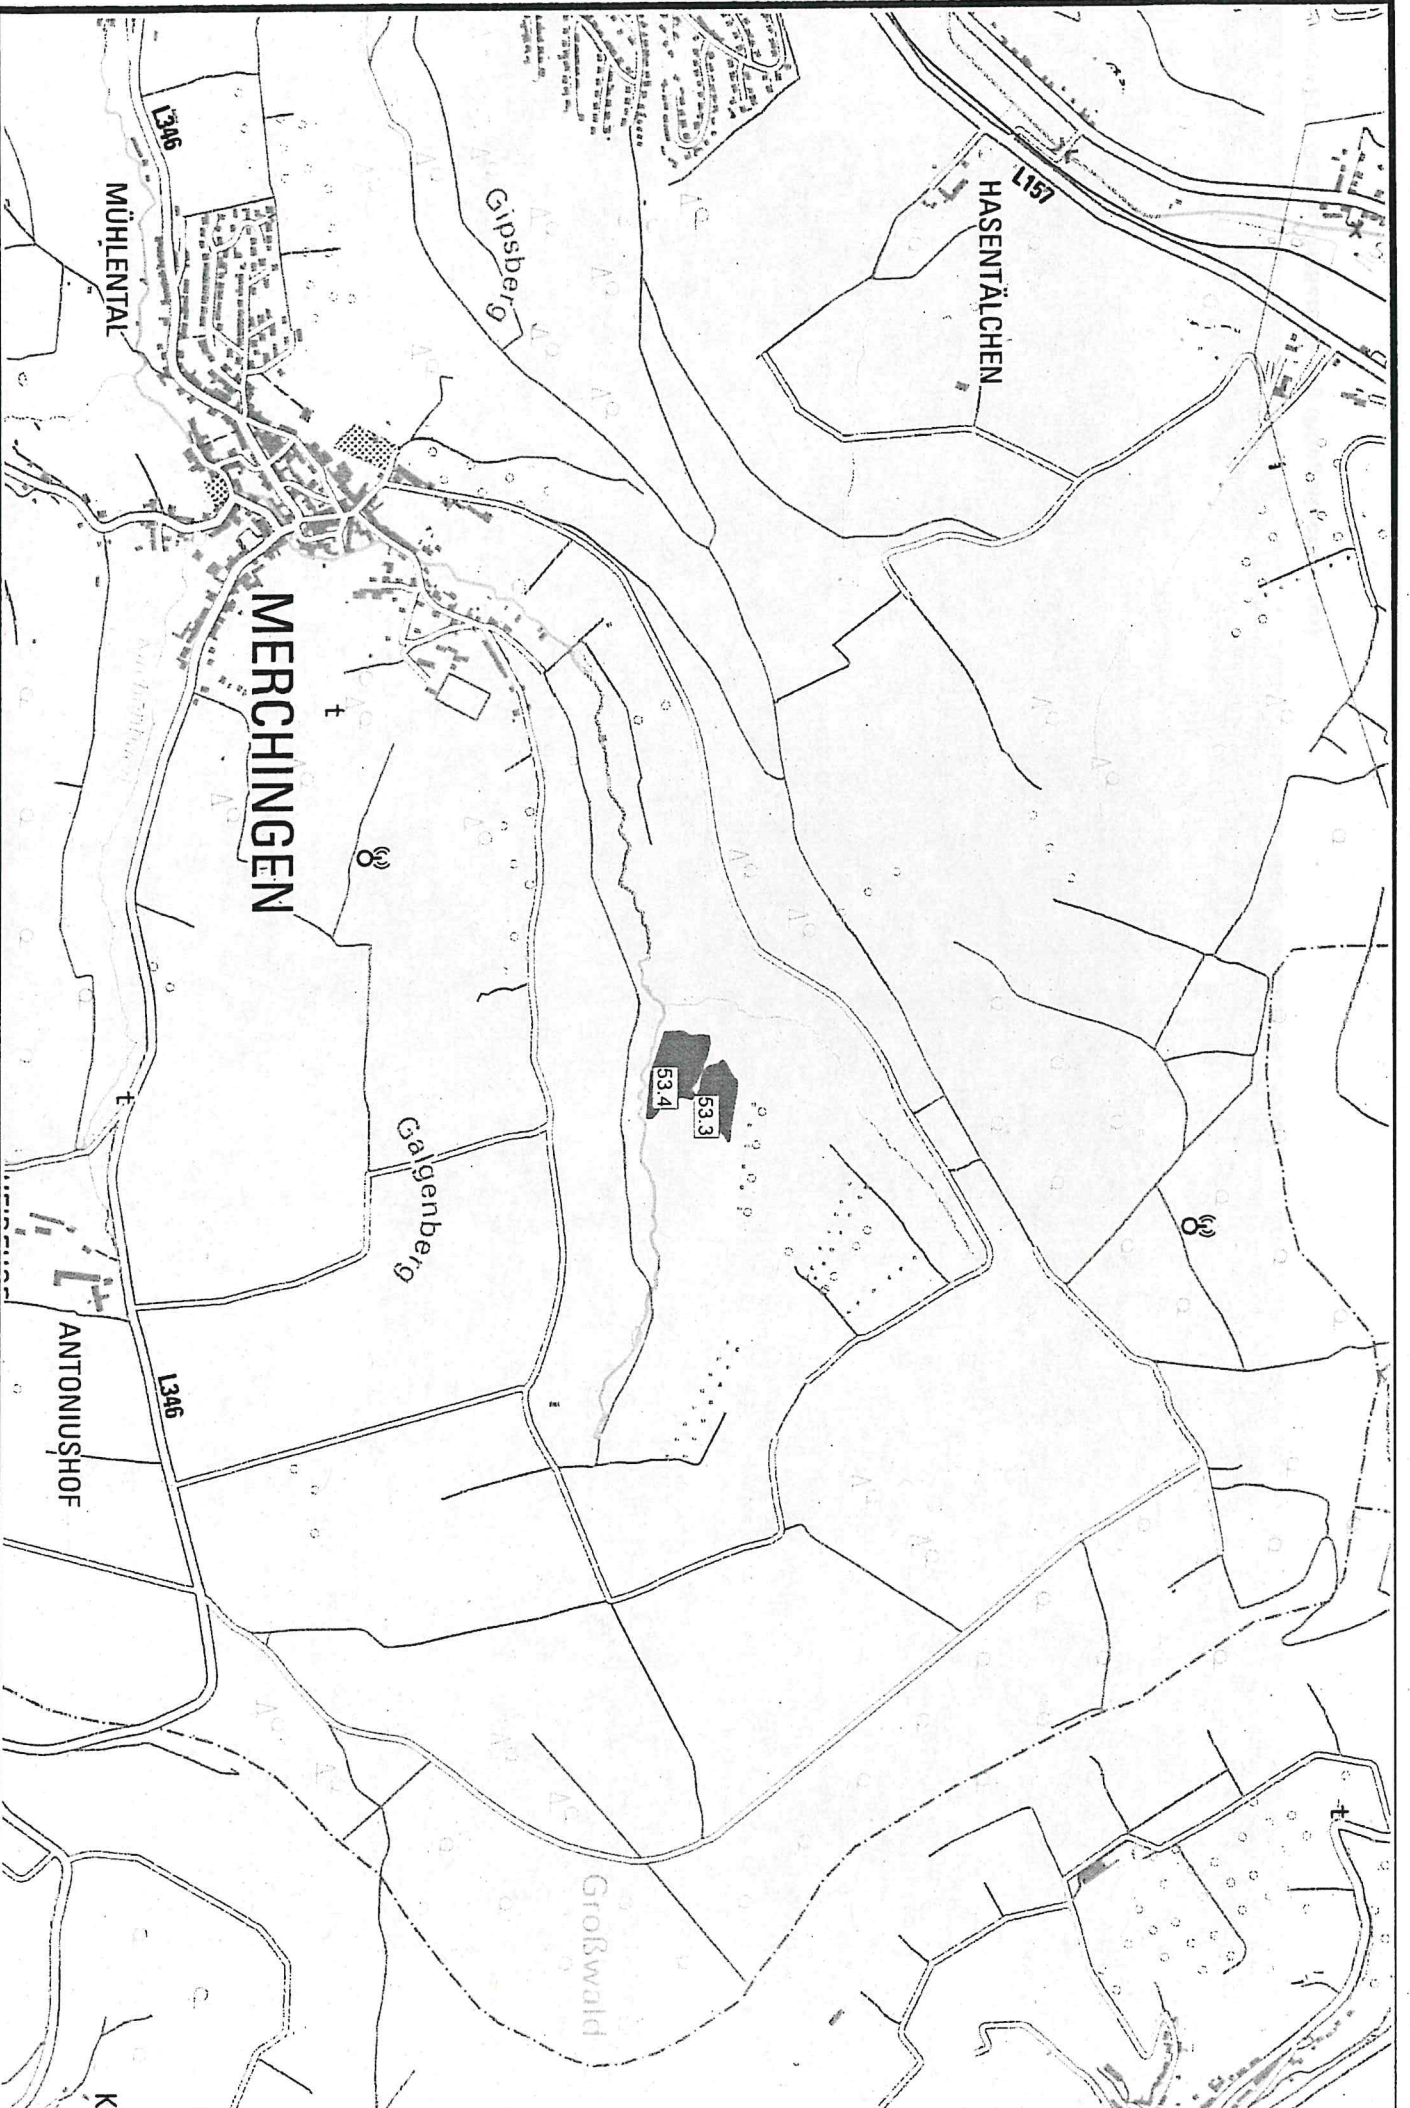 L157
HASENTÄLCHEN
Gipsberg
L346
MÜHLENTAL
MERCHINGEN
53.3
53.4
Galgenberg
L346
ANTONIUSHOF
Großwald
K